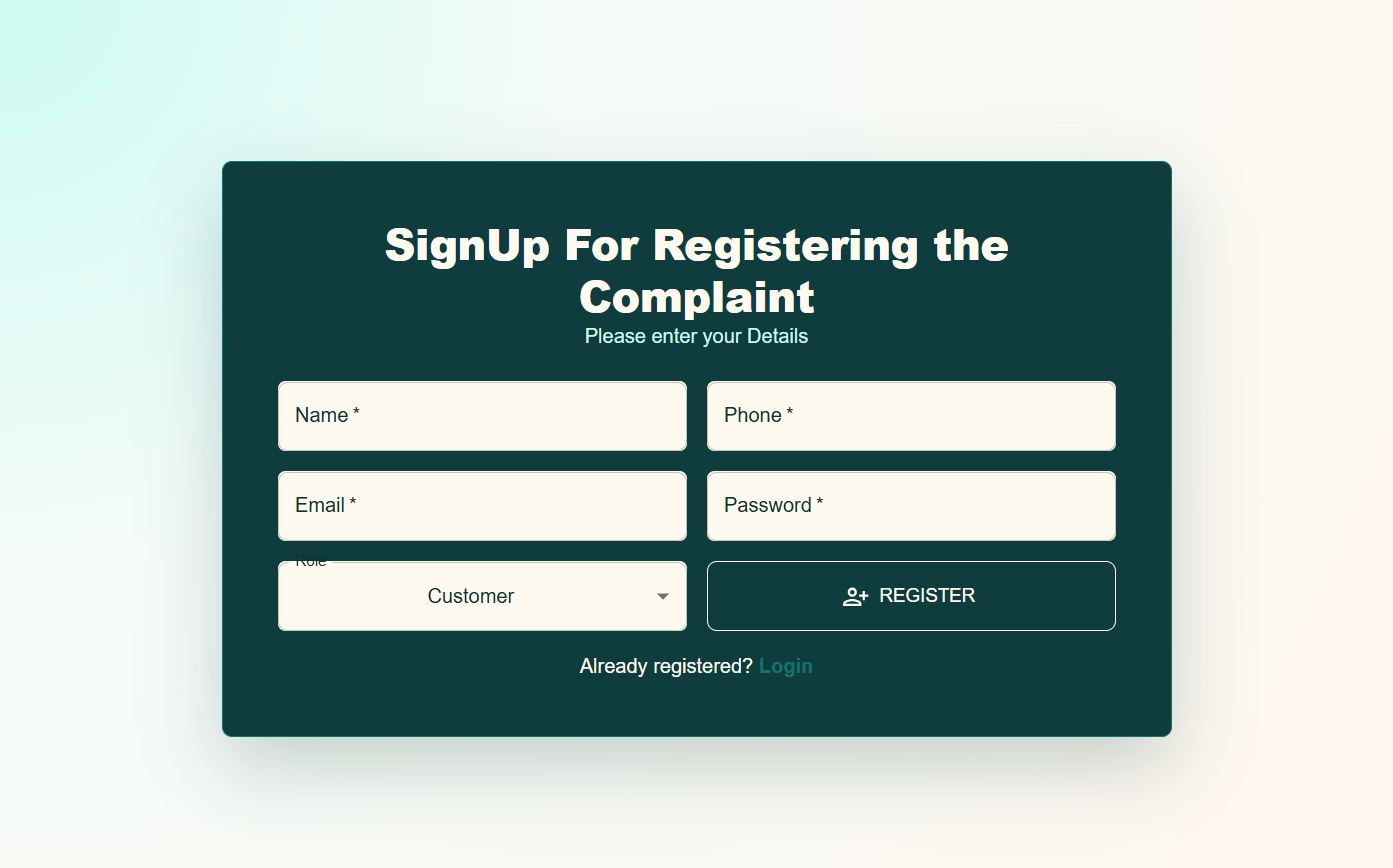 SignUp For Registering the
Complaint
Please enter your Details
Name *
Phone *
Email *
Password *
Role
Customer
REGISTER
Already registered? Login